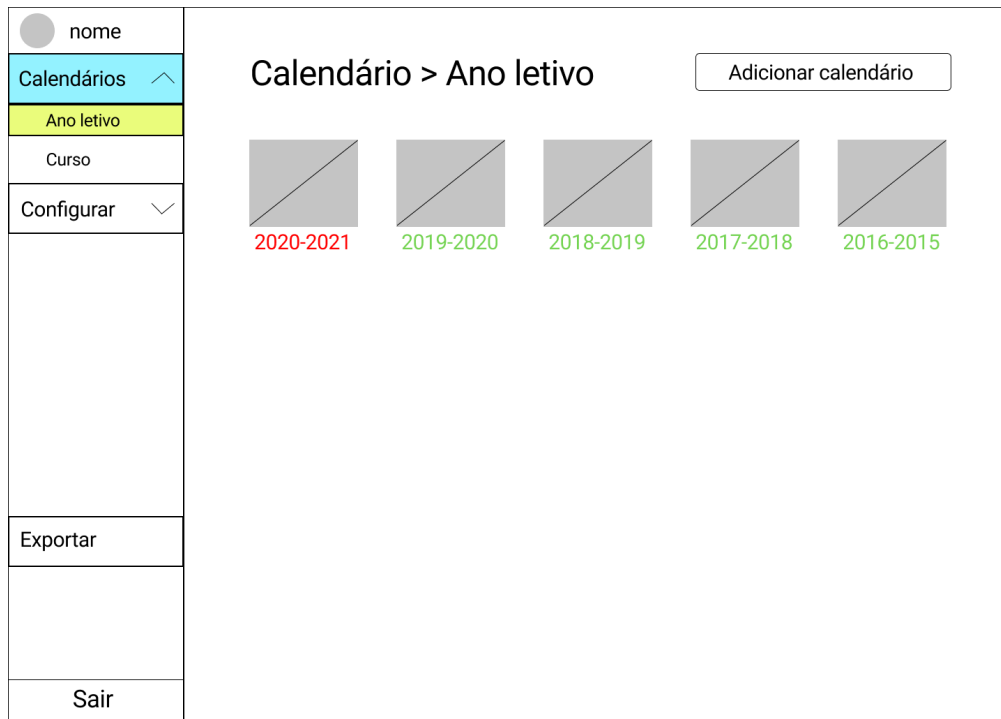 nome
Calendários
Ano letivo
Curso
Configurar
Exportar
Sair
Calendário > Ano letivo
Adicionar calendário
2020-2021
2019-2020
2018-2019
2017-2018
2016-2015